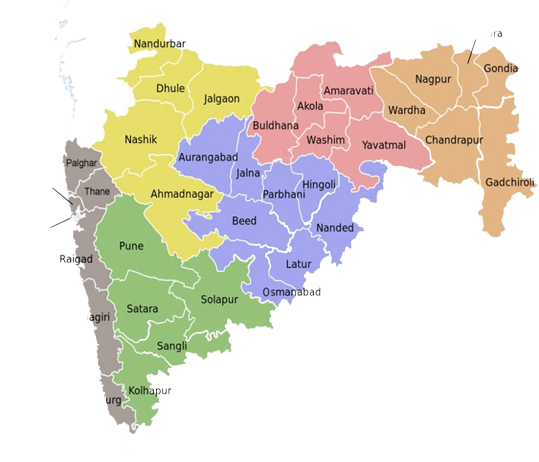 Nandurbar
ra
Gondia
Dhule
Jalgaon
Nagpur
Amaravati
Akola
Wardha
Buldhana
Nashik
Washim
Yavatmal
Chandrapur
Palghar
Aurangabad
Jalna
Hingoli
Gadchiroli
Thane
Ahmadnagar
Parbhani
Beed
Nanded
Pune
Raigad
Latur
Osmanabad
Solapur
Satara
agiri
Sangli
Kolhapur
urg